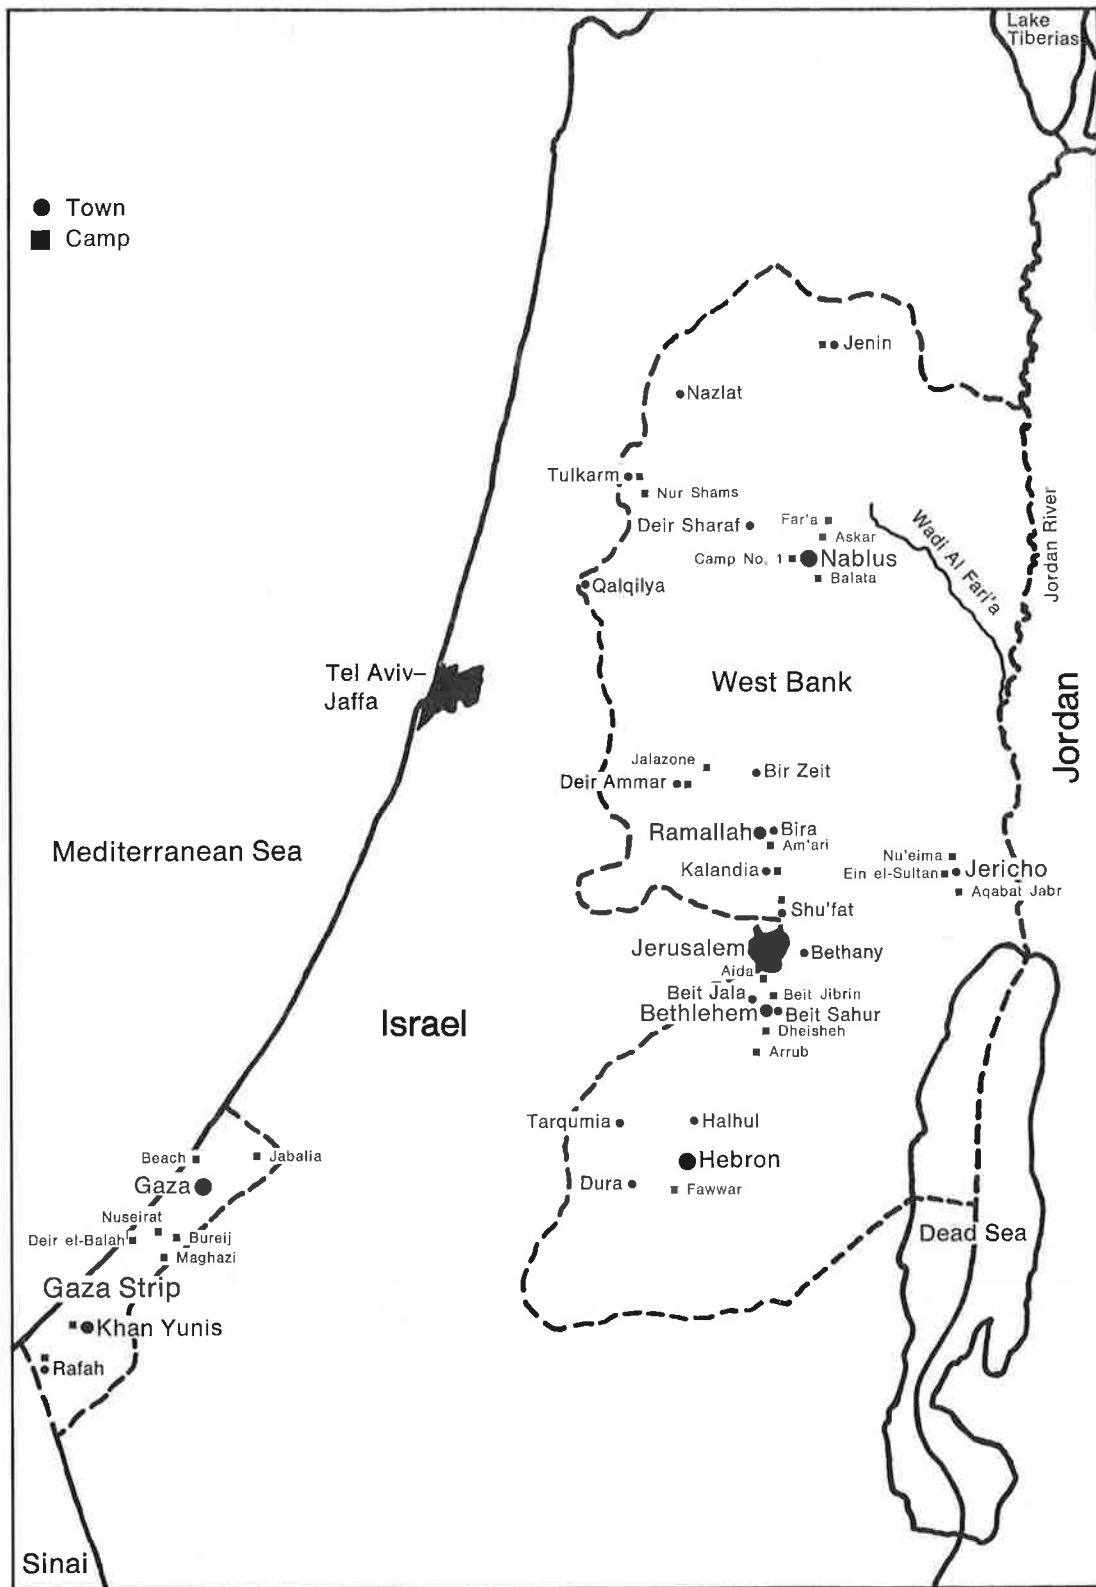 Lake
Tiberias
Town
Camp
Jenin
Nazlat
Tulkarm
Nur Shams
Deir Sharaf
Far'a
Askar
Camp No. 1
Nablus
Balata
Wadi Al Fari'a
Jordan River
Qalqilya
Tel Aviv–
Jaffa
West Bank
Jordan
Jalazone
Bir Zeit
Deir Ammar
Mediterranean Sea
Ramallah
Bira
Am'ari
Kalandia
Nu'eima
Ein el-Sultan
Jericho
Aqabat Jabr
Shu'fat
Jerusalem
Bethany
Aida
Beit Jala
Beit Jibrin
Bethlehem
Beit Sahur
Dheisheh
Israel
Arrub
Tarqumia
Halhul
Beach
Jabalia
Hebron
Gaza
Dura
Fawwar
Nuseirat
Deir el-Balah
Bureij
Maghazi
Dead Sea
Gaza Strip
Khan Yunis
Rafah
Sinai